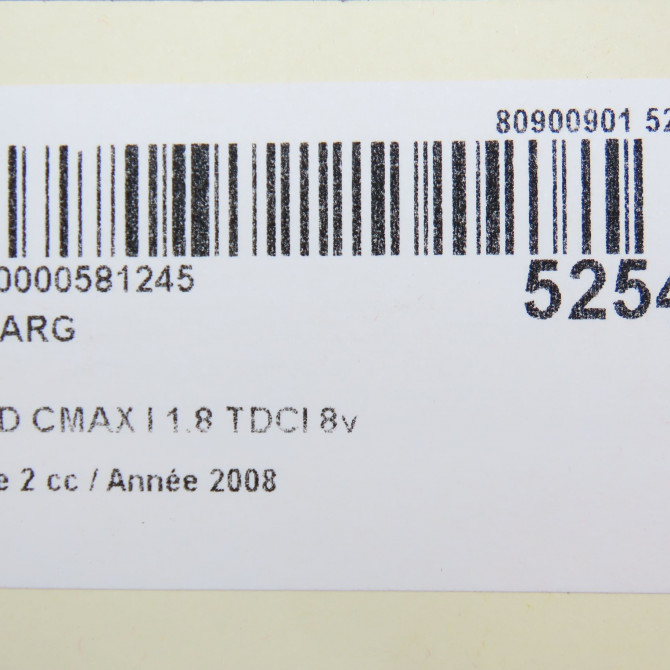 80900901 52
0000581245
5254
ARG
D CMAX I 1.8 TDCI 8v
e 2 cc / Année 2008